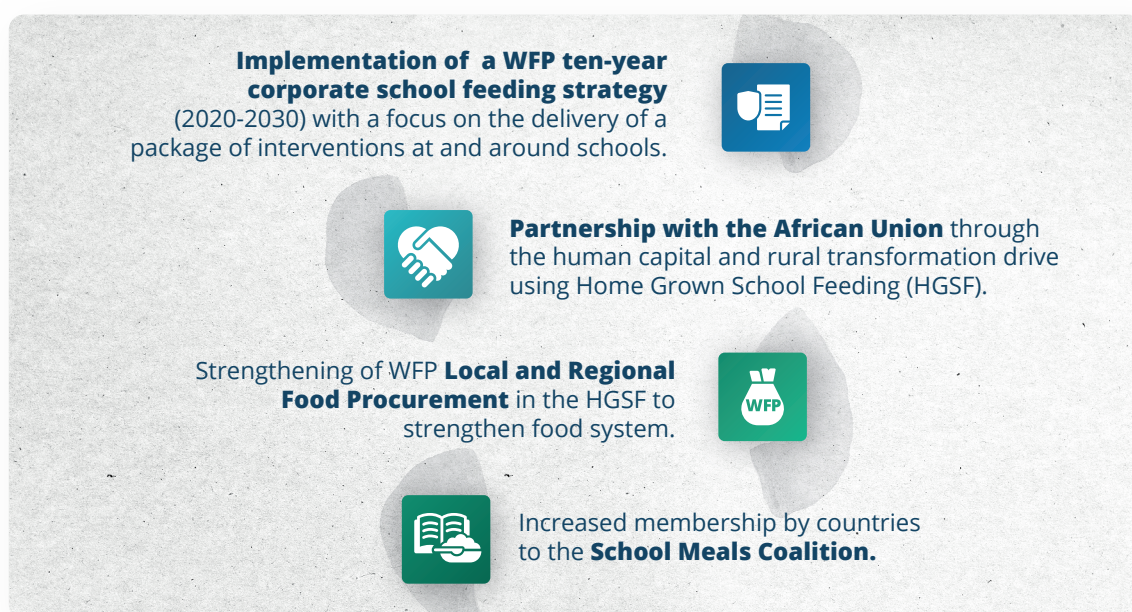 Implementation of a WFP ten-year
corporate school feeding strategy
(2020-2030) with a focus on the delivery of a
package of interventions at and around schools.
Partnership with the African Union through
the human capital and rural transformation drive
using Home Grown School Feeding (HGSF).
Strengthening of WFP Local and Regional
Food Procurement in the HGSF to
strengthen food system.
WFP
Increased membership by countries
to the School Meals Coalition.